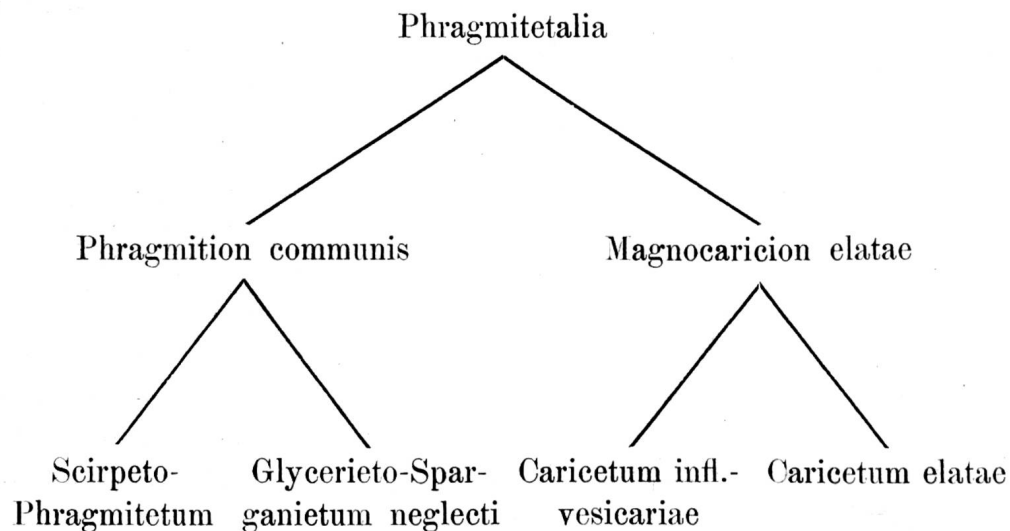 Phragmitetalia
Phragmition communis
Magnocaricion elatae
Scirpeto-
Phragmitetum
Glycerieto-Spar-
ganietum neglecti
Caricetum infl.-
vesicariae
Caricetum elatae